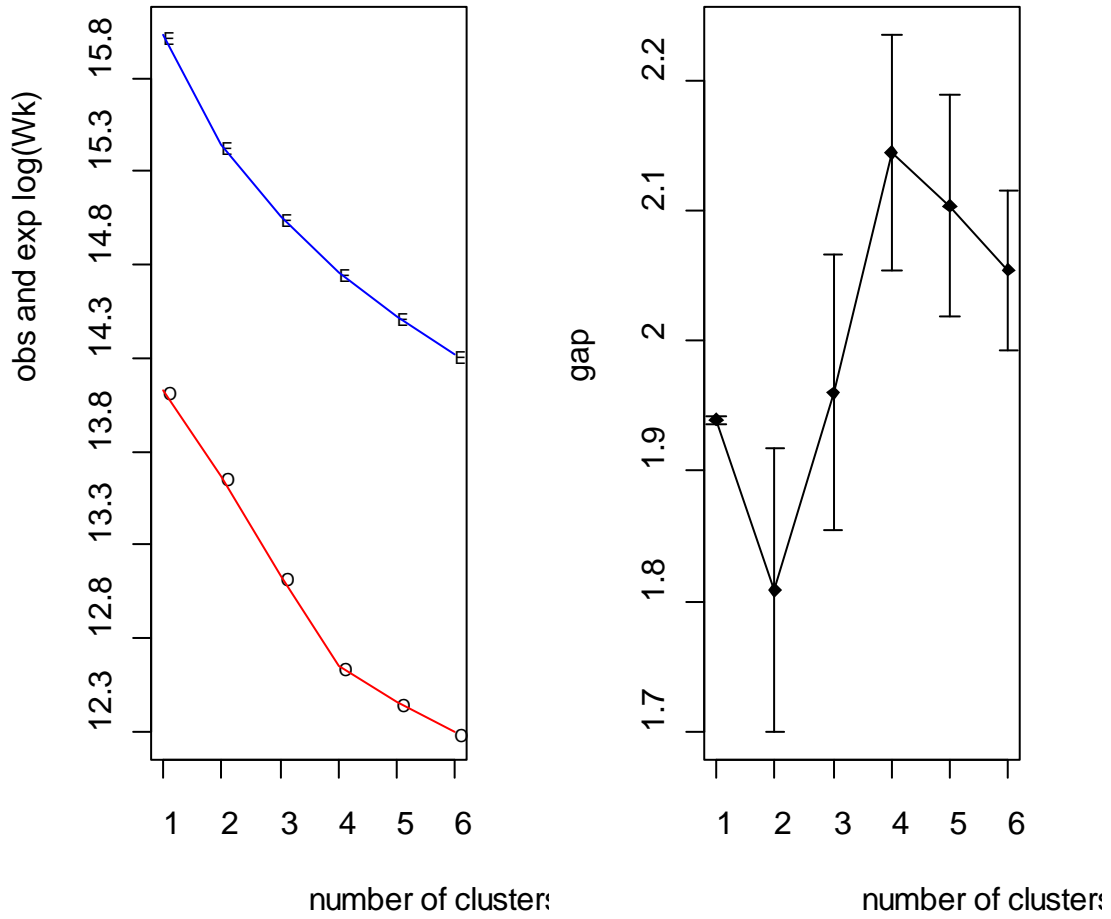 obs and exp log(Wk)
15.8
15.3
14.8
14.3
13.8
13.3
12.8
12.3
E
E
E
E
E
E
O
O
O
O
O
O
1 2 3 4 5 6
number of clusters
gap
2.2
2.1
2
1.9
1.8
1.7
1 2 3 4 5 6
number of clusters